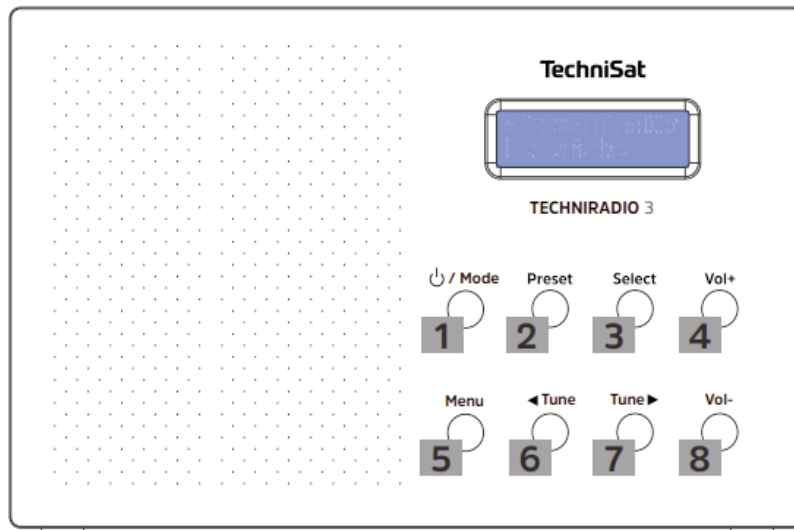 TechniSat
TECHNIRADIO 3
⏻ / Mode Preset Select Vol+
1 2 3 4
Menu ◄Tune Tune► Vol-
5 6 7 8